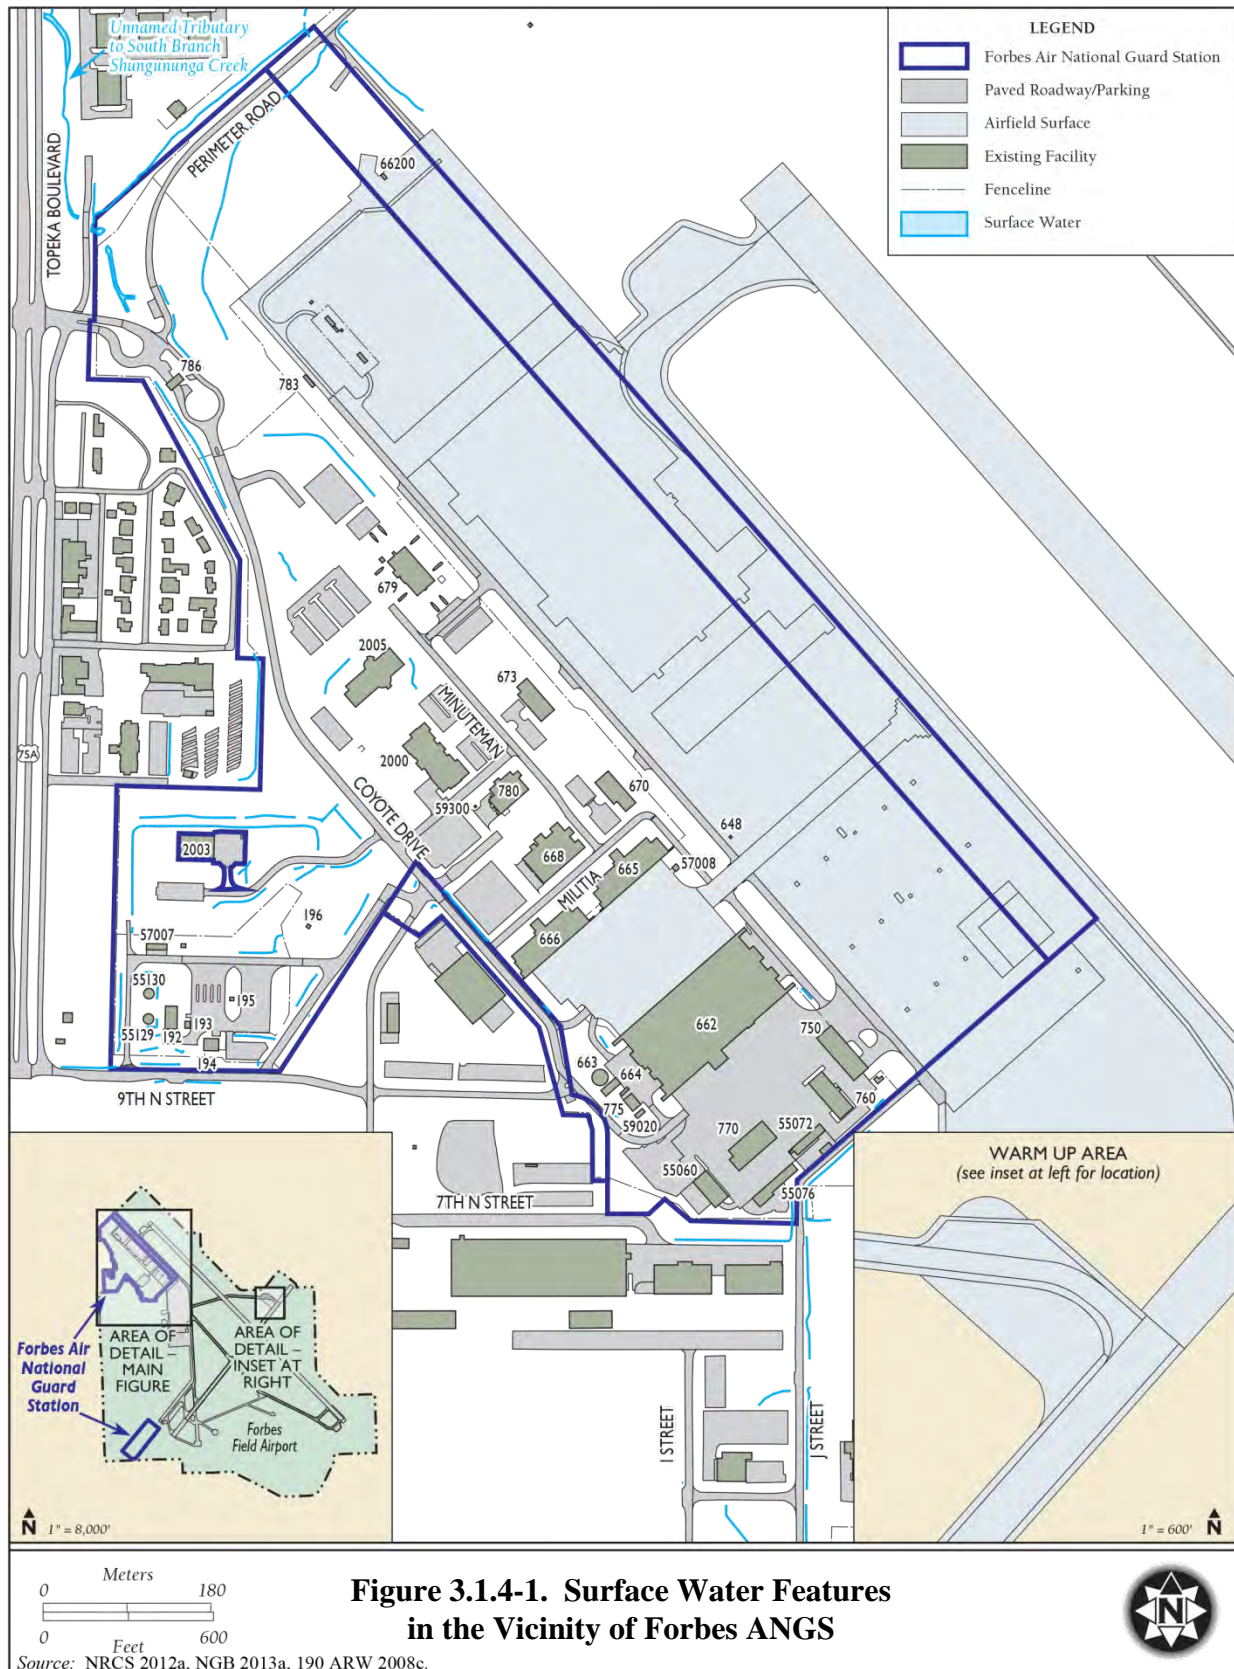 Unnamed Tributary
to South Branch
Shungununga Creek
LEGEND
Forbes Air National Guard Station
Paved Roadway/Parking
Airfield Surface
Existing Facility
Fenceline
Surface Water
TOPEKA BOULEVARD
PERIMETER ROAD
66200
786
783
679
2005
673
MINUTEMAN
2000
75A
670
780
59300
COYOTE DRIVE
648
668
665
57008
2003
MILITIA
196
666
57007
55130
195
193
55129
192
194
662
750
663
664
9TH N STREET
775
760
59020
770
55072
55060
55076
7TH N STREET
WARM UP AREA
(see inset at left for location)
AREA OF
DETAIL –
MAIN
FIGURE
AREA OF
DETAIL –
INSET AT
RIGHT
Forbes Air
National
Guard
Station
Forbes
Field Airport
I STREET
J STREET
N
1" = 8,000'
1" = 600'
N
Meters
0 180
0 600
Feet
Figure 3.1.4-1. Surface Water Features
in the Vicinity of Forbes ANGS
N
Source: NRCS 2012a, NGB 2013a, 190 ARW 2008c.